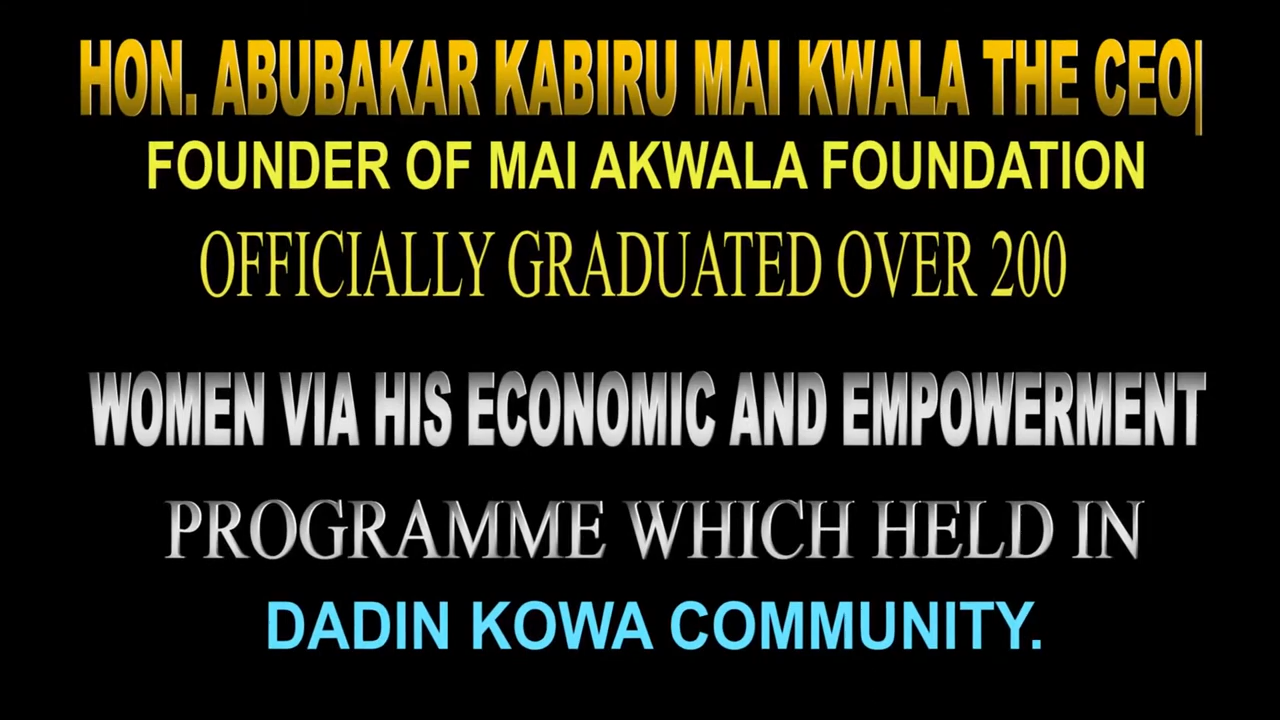 HON. ABUBAKAR KABIRU MAI KWALA THE CEO|
FOUNDER OF MAI AKWALA FOUNDATION
OFFICIALLY GRADUATED OVER 200
WOMEN VIA HIS ECONOMIC AND EMPOWERMENT
PROGRAMME WHICH HELD IN
DADIN KOWA COMMUNITY.